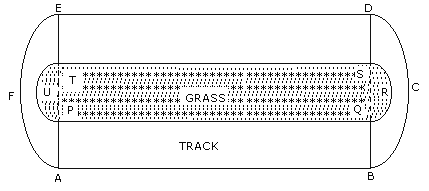 E D
T S
F U GRASS R C
P Q
TRACK
A B